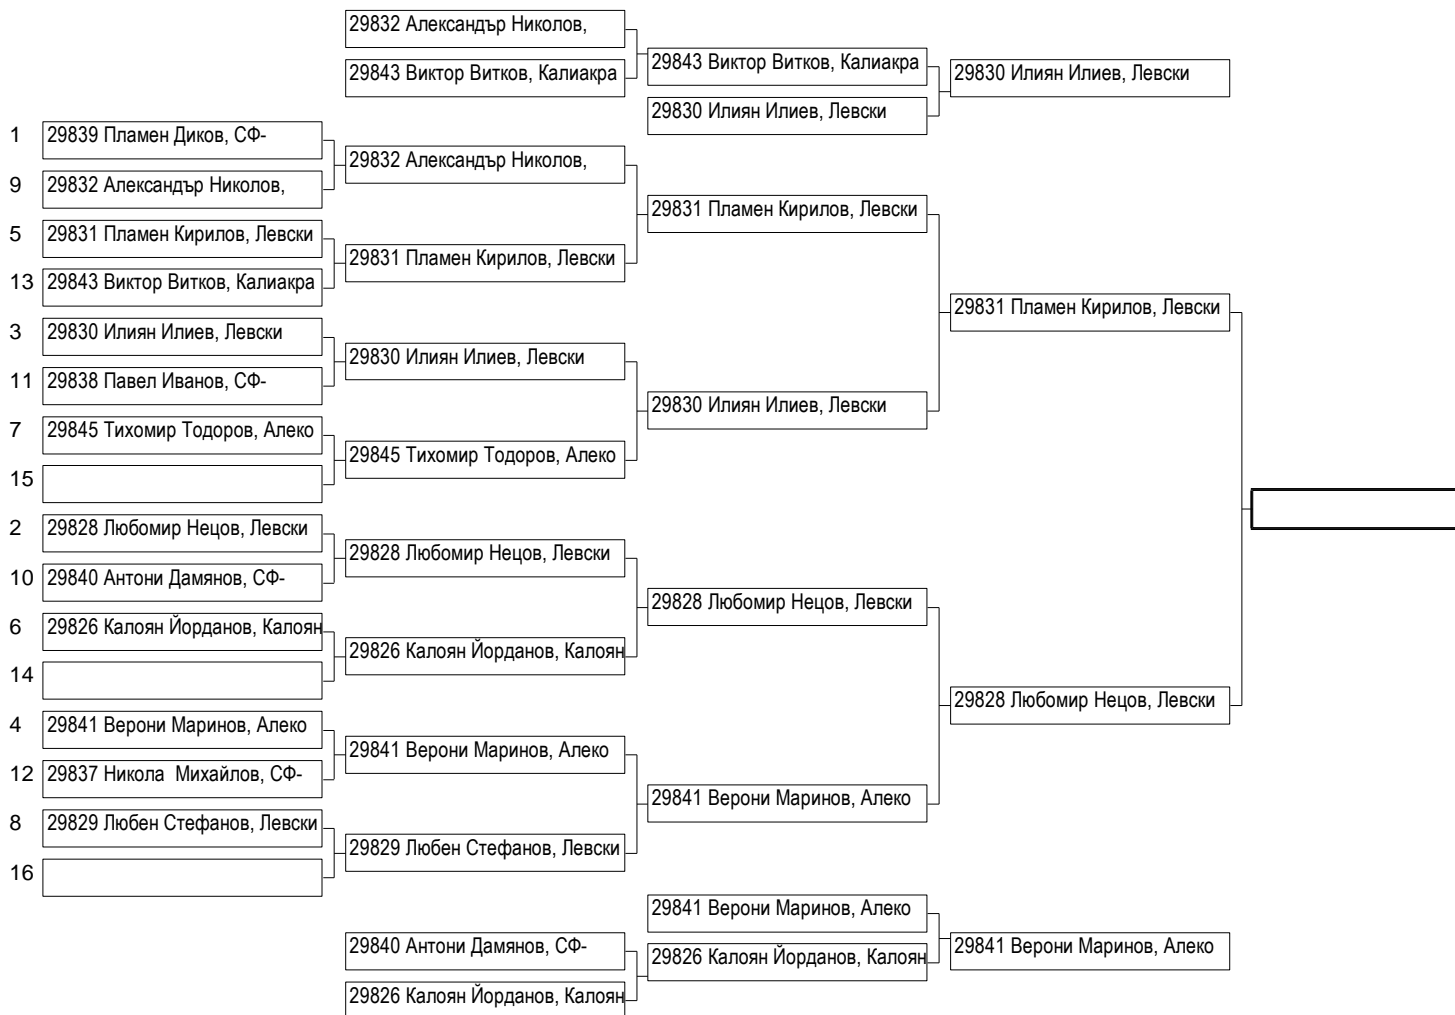 29832 Александър Николов,
29843 Виктор Витков, Калиакра
29843 Виктор Витков, Калиакра
29830 Илиян Илиев, Левски
29830 Илиян Илиев, Левски
1 29839 Пламен Диков, СФ-
9 29832 Александър Николов,
29832 Александър Николов,
5 29831 Пламен Кирилов, Левски
13 29843 Виктор Витков, Калиакра
29831 Пламен Кирилов, Левски
29831 Пламен Кирилов, Левски
3 29830 Илиян Илиев, Левски
11 29838 Павел Иванов, СФ-
29830 Илиян Илиев, Левски
7 29845 Тихомир Тодоров, Алеко
15
29845 Тихомир Тодоров, Алеко
29830 Илиян Илиев, Левски
29831 Пламен Кирилов, Левски
2 29828 Любомир Нецов, Левски
10 29840 Антони Дамянов, СФ-
29828 Любомир Нецов, Левски
6 29826 Калоян Йорданов, Калоян
14
29826 Калоян Йорданов, Калоян
29828 Любомир Нецов, Левски
4 29841 Верони Маринов, Алеко
12 29837 Никола  Михайлов, СФ-
29841 Верони Маринов, Алеко
8 29829 Любен Стефанов, Левски
16
29829 Любен Стефанов, Левски
29841 Верони Маринов, Алеко
29828 Любомир Нецов, Левски
29841 Верони Маринов, Алеко
29840 Антони Дамянов, СФ-
29826 Калоян Йорданов, Калоян
29826 Калоян Йорданов, Калоян
29841 Верони Маринов, Алеко